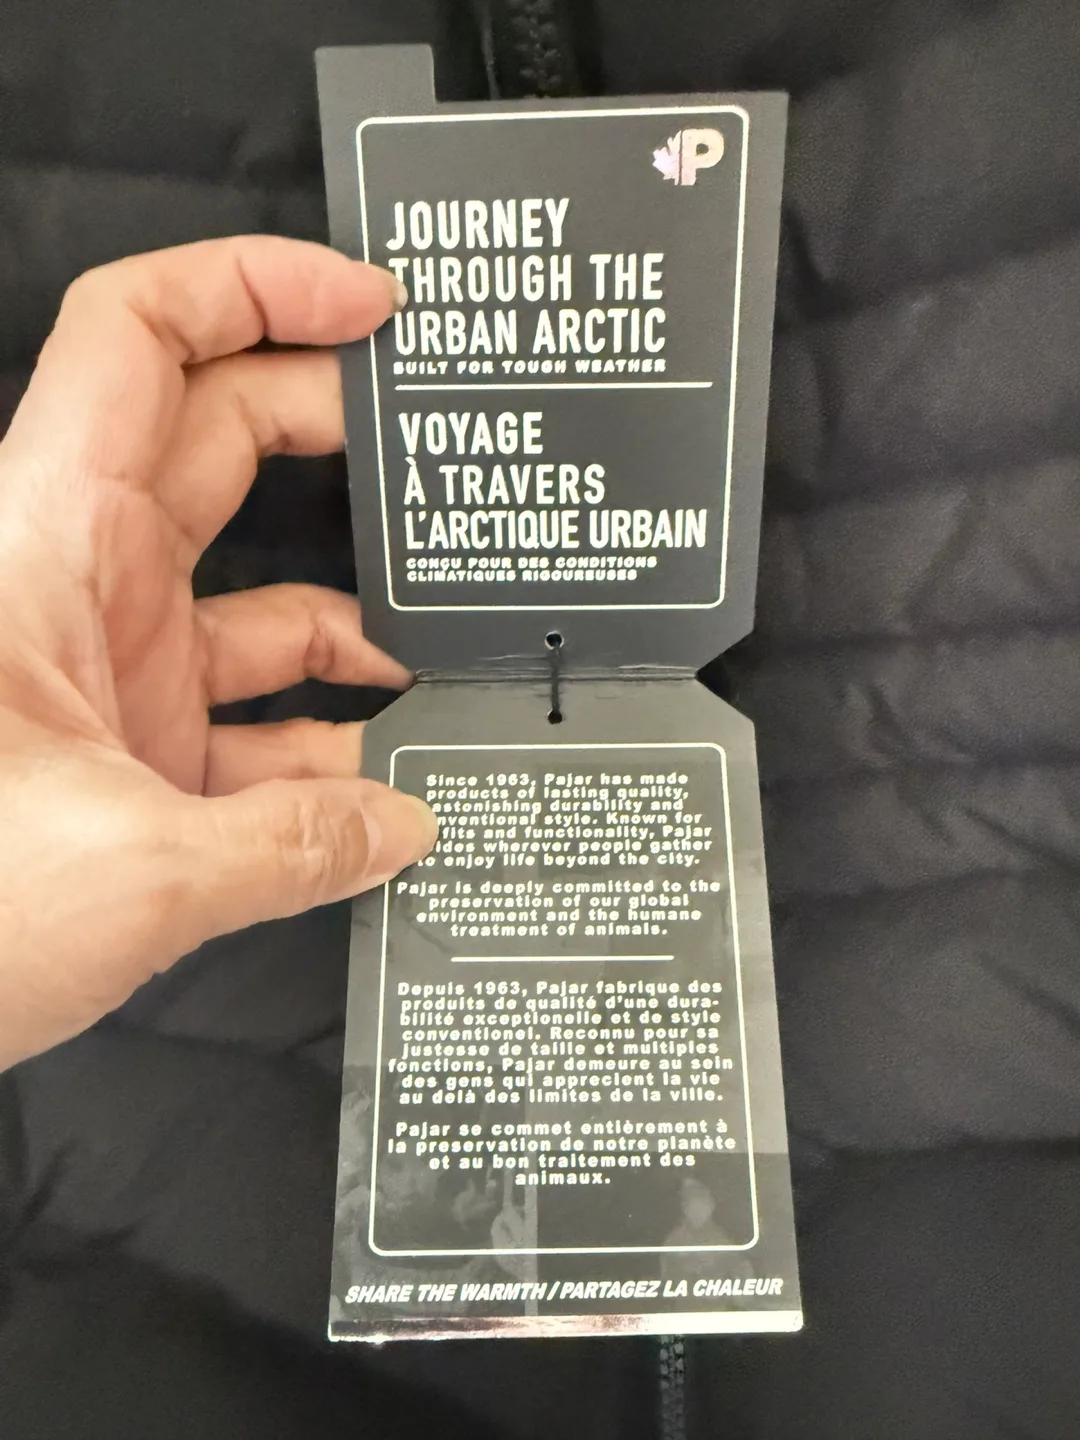 P
JOURNEY
THROUGH THE
URBAN ARCTIC
BUILT FOR TOUGH WEATHER
VOYAGE
À TRAVERS
L'ARCTIQUE URBAIN
CONÇU POUR DES CONDITIONS
CLIMATIQUES RIGOUREUSES
Since 1963, Pajar has made
products of lasting quality,
astonishing durability and
style. Known for
and functionality, Pajar
wherever people gather
to enjoy life beyond the city.
Pajar is deeply committed to the
preservation of our global
environment and the humane
treatment of animals.
Depuis 1963, Pajar fabrique des
produits de qualité d'une dura-
bilité exceptionelle et de style
conventionel. Reconnu pour sa
justesse de taille et multiples
fonctions, Pajar demeure au sein
des gens qui apprecient la vie
au delà des limites de la ville.
Pajar se commet entièrement à
la preservation de notre planète
et au bon traitement des
animaux.
SHARE THE WARMTH / PARTAGEZ LA CHALEUR